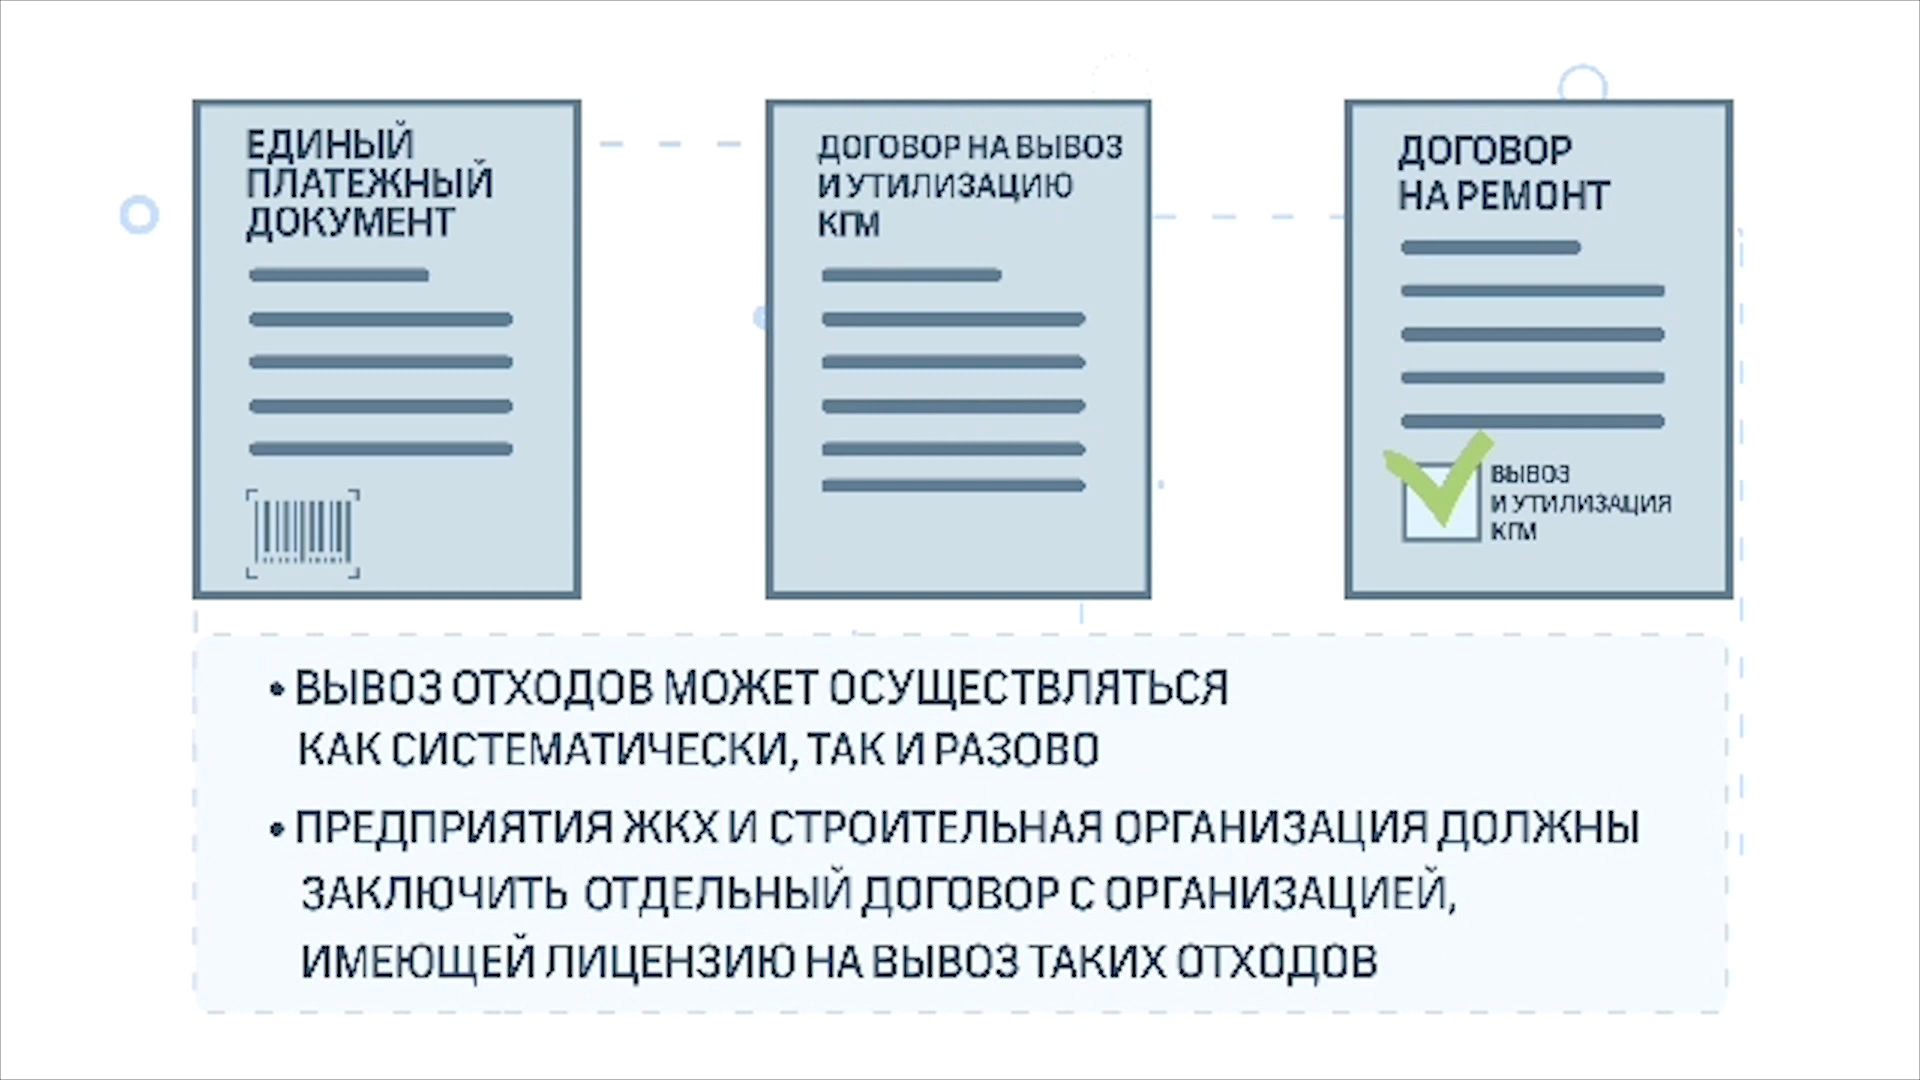 ЕДИНЫЙ
ПЛАТЕЖНЫЙ
ДОКУМЕНТ
ДОГОВОР НА ВЫВОЗ
И УТИЛИЗАЦИЮ
КГМ
ДОГОВОР
НА РЕМОНТ
ВЫВОЗ
И УТИЛИЗАЦИЯ
КГМ
• ВЫВОЗ ОТХОДОВ МОЖЕТ ОСУЩЕСТВЛЯТЬСЯ
КАК СИСТЕМАТИЧЕСКИ, ТАК И РАЗОВО
• ПРЕДПРИЯТИЯ ЖКХ И СТРОИТЕЛЬНАЯ ОРГАНИЗАЦИЯ ДОЛЖНЫ
ЗАКЛЮЧИТЬ ОТДЕЛЬНЫЙ ДОГОВОР С ОРГАНИЗАЦИЕЙ,
ИМЕЮЩЕЙ ЛИЦЕНЗИЮ НА ВЫВОЗ ТАКИХ ОТХОДОВ